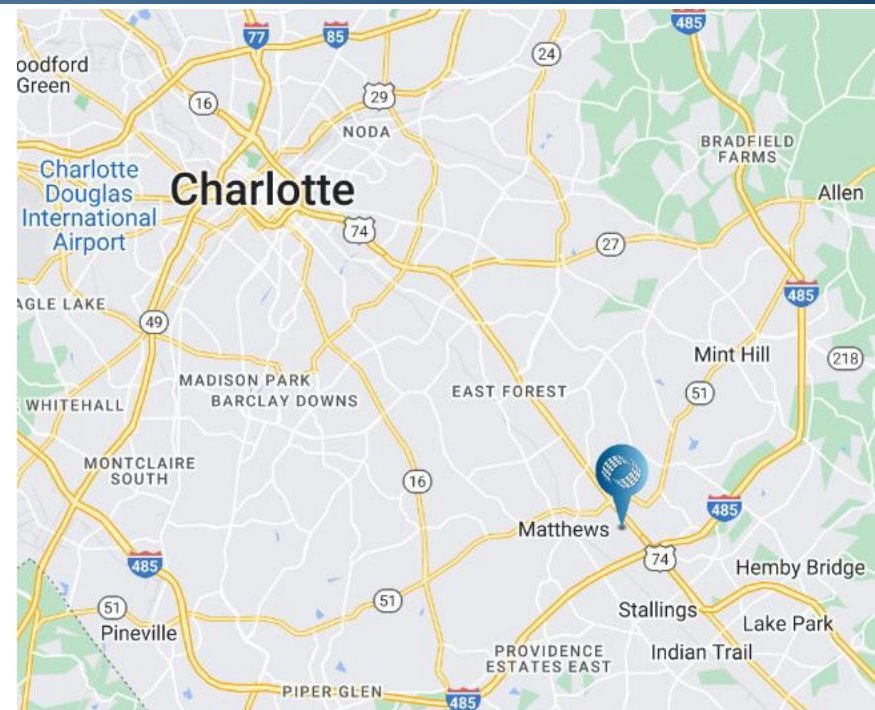 77
85
485
24
oodford
Green
16
29
NODA
BRADFIELD
FARMS
Charlotte
Douglas
International
Airport
Charlotte
Allen
74
27
AGLE LAKE
49
485
Mint Hill
218
MADISON PARK
BARCLAY DOWNS
EAST FOREST
51
WHITEHALL
MONTCLAIRE
SOUTH
16
485
Matthews
74
485
Hemby Bridge
51
51
Stallings
Lake Park
Pineville
PROVIDENCE
ESTATES EAST
Indian Trail
PIPER GLEN
485